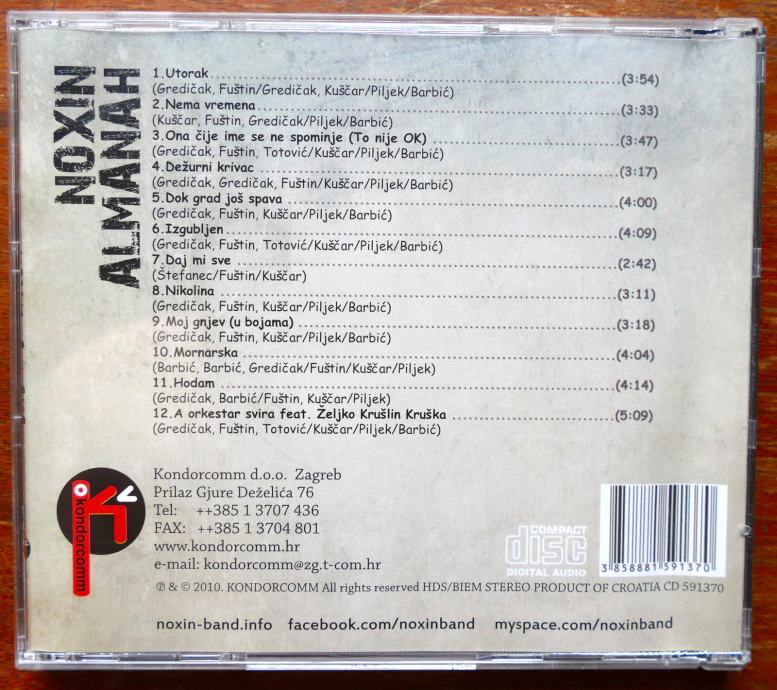 NOXIN
ALMANAH
1.Utorak (3:54)
(Gredičak, Fuštin/Gredičak, Kuščar/Piljek/Barbić)
2.Nema vremena (3:33)
(Kuščar, Fuštin, Gredičak/Piljek/Barbić)
3.Ona čije ime se ne spominje (To nije OK) (3:47)
(Gredičak, Fuštin, Totović/Kuščar/Piljek/Barbić)
4.Dežurni krivac (3:17)
(Gredičak, Gredičak, Fuštin/Kuščar/Piljek/Barbić)
5.Dok grad još spava (4:00)
(Gredičak, Fuštin, Kuščar/Piljek/Barbić)
6.Izgubljen (4:09)
(Gredičak, Fuštin, Totović/Kuščar/Piljek/Barbić)
7.Daj mi sve (2:42)
(Štefanec/Fuštin/Kuščar)
8.Nikolina (3:11)
(Gredičak, Fuštin, Kuščar/Piljek/Barbić)
9.Moj gnjev (u bojama) (3:18)
(Gredičak, Fuštin, Kuščar/Piljek/Barbić)
10.Mornarska (4:04)
(Barbić, Barbić, Gredičak/Fuštin/Kuščar/Piljek)
11.Hodam (4:14)
(Gredičak, Barbić/Fuštin, Kuščar/Piljek)
12.A orkestar svira feat. Željko Krušlin Kruška (5:09)
(Gredičak, Fuštin, Totović/Kuščar/Piljek/Barbić)
kondorcomm
Kondorcomm d.o.o. Zagreb
Prilaz Gjure Deželića 76
Tel: ++385 1 3707 436
FAX: ++385 1 3704 801
www.kondorcomm.hr
e-mail: kondorcomm@zg.t-com.hr
COMPACT
disc
DIGITAL AUDIO
3 858881 591370
℗ & © 2010. KONDORCOMM All rights reserved HDS/BIEM STEREO PRODUCT OF CROATIA CD 591370
noxin-band.info facebook.com/noxinband myspace.com/noxinband